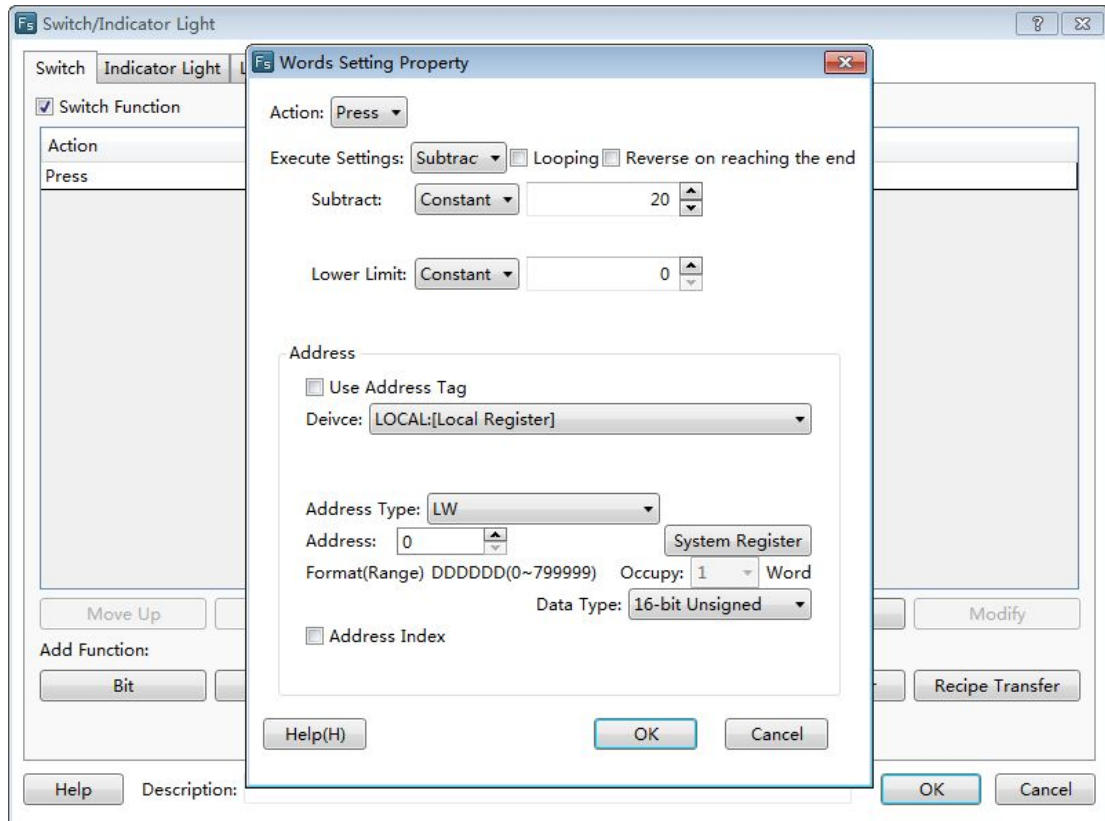 Fs Switch/Indicator Light
Switch Indicator Light L
Switch Function
Action
Press
Move Up
Modify
Add Function:
Bit
Recipe Transfer
Help Description: OK Cancel
Fs Words Setting Property
Action: Press
Execute Settings: Subtrac Looping Reverse on reaching the end
Subtract: Constant 20
Lower Limit: Constant 0
Address
Use Address Tag
Deivce: LOCAL:[Local Register]
Address Type: LW
Address: 0 System Register
Format(Range) DDDDDD(0~799999) Occupy: 1 Word
Data Type: 16-bit Unsigned
Address Index
Help(H) OK Cancel